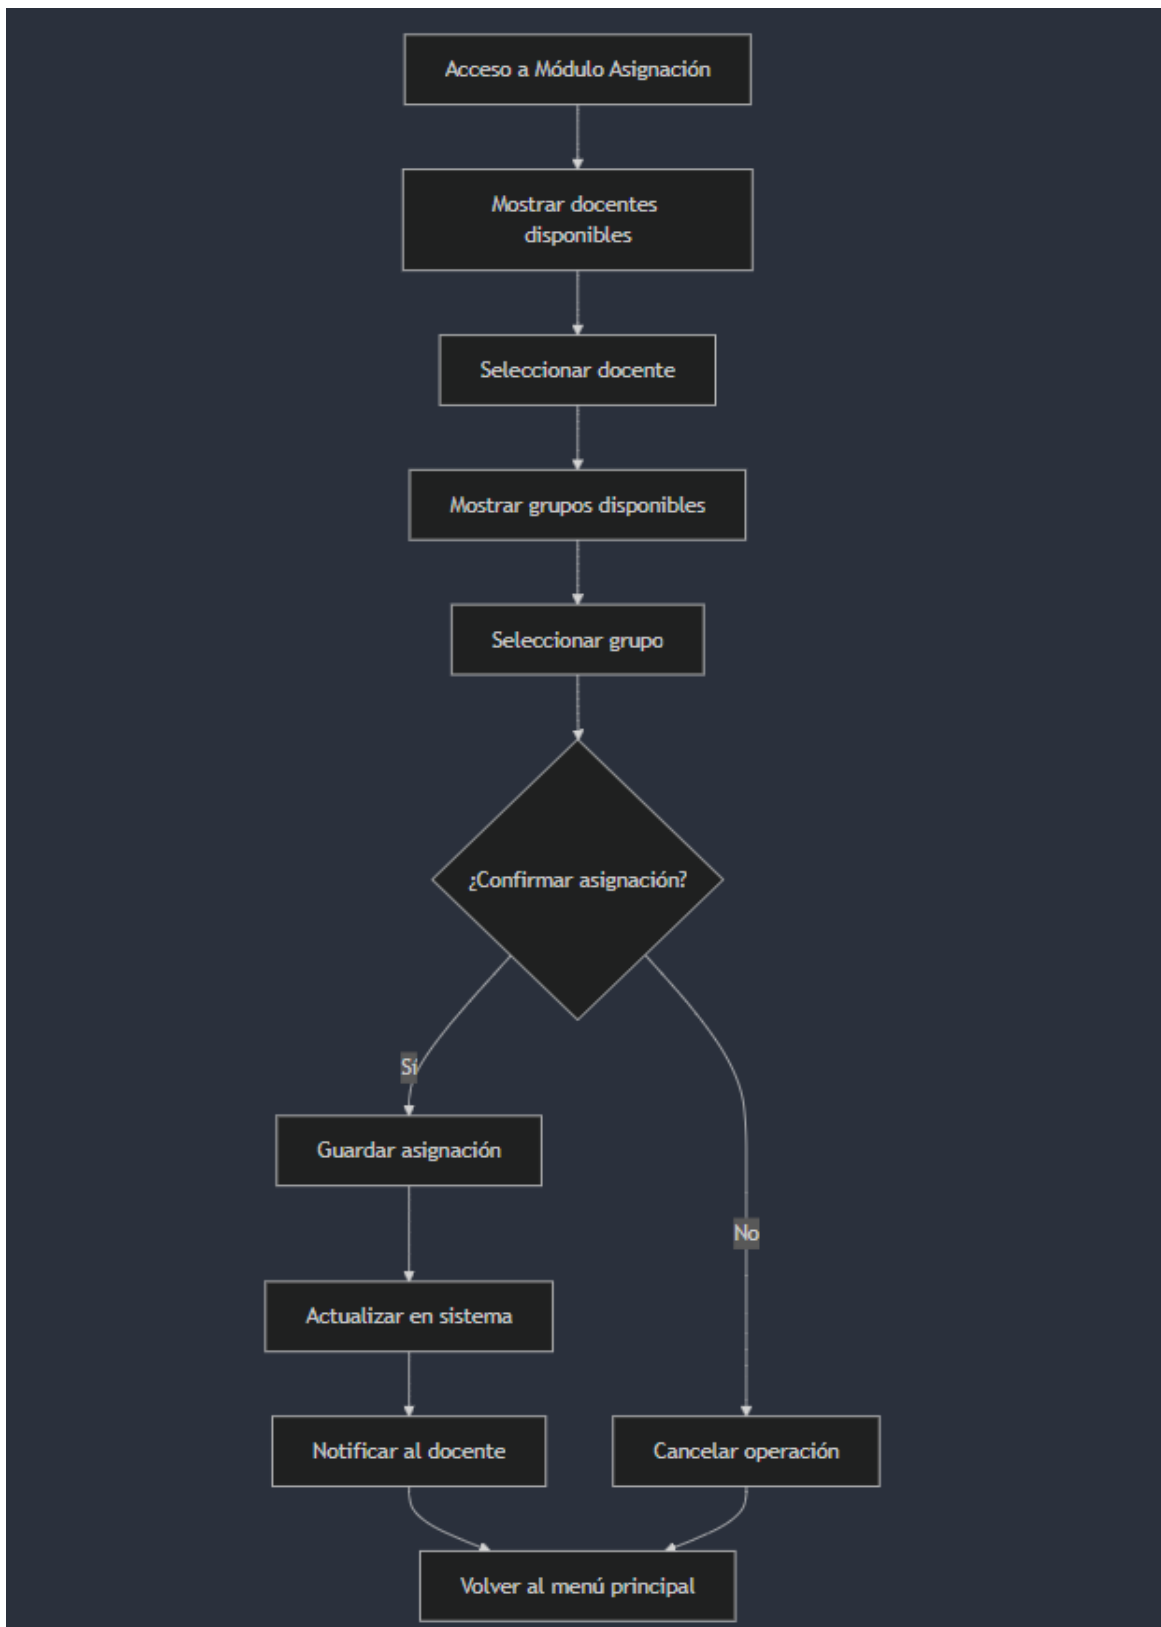 Acceso a Módulo Asignación
Mostrar docentes
disponibles
Seleccionar docente
Mostrar grupos disponibles
Seleccionar grupo
¿Confirmar asignación?
Sí
Guardar asignación
No
Actualizar en sistema
Notificar al docente
Cancelar operación
Volver al menú principal